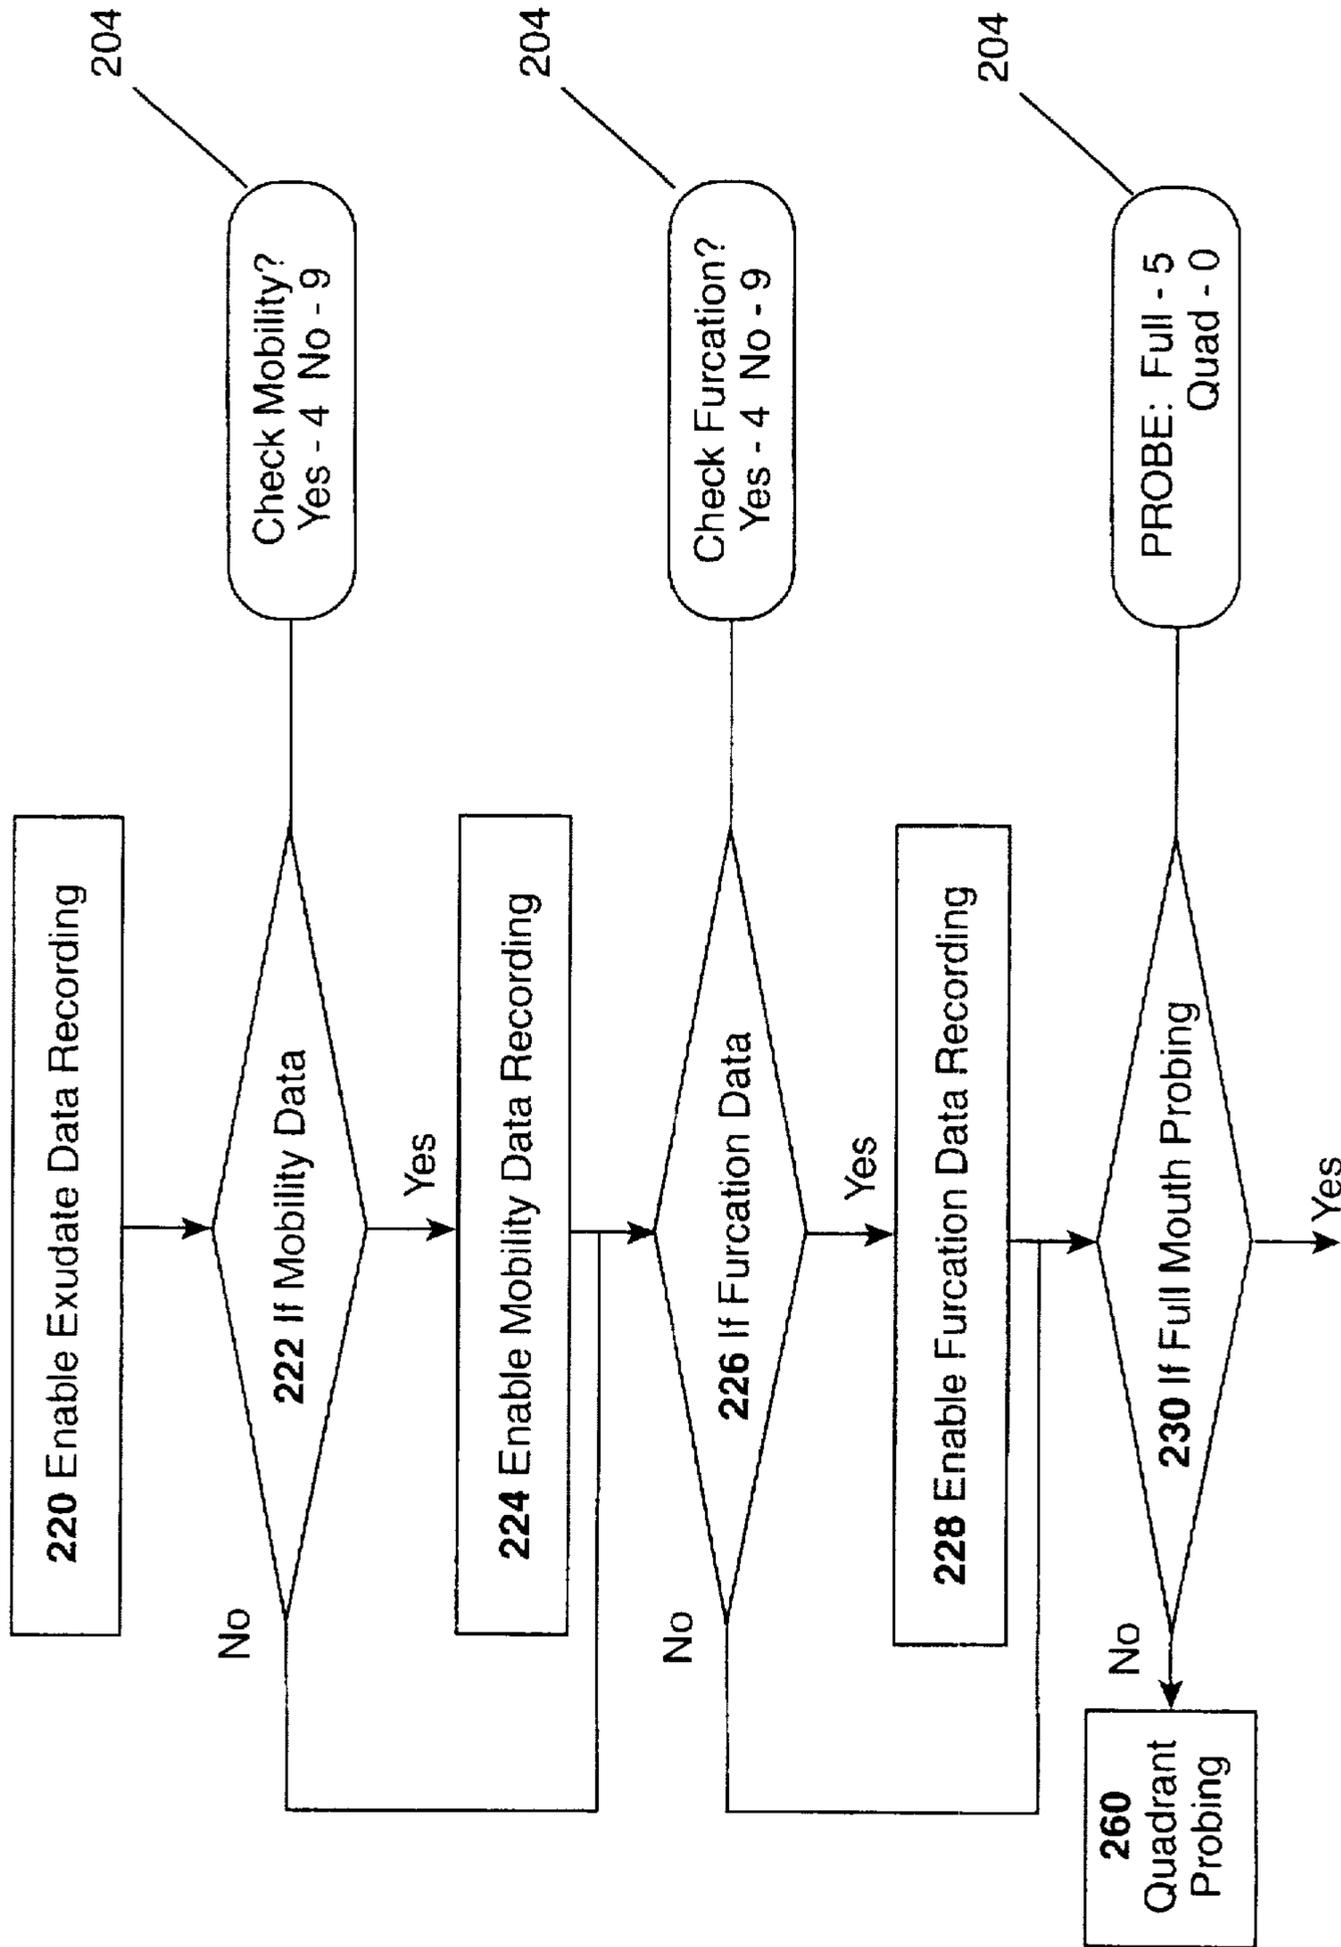 220 Enable Exudate Data Recording
222 If Mobility Data
No
Yes
Check Mobility?
Yes - 4 No - 9
204
224 Enable Mobility Data Recording
226 If Furcation Data
No
Yes
Check Furcation?
Yes - 4 No - 9
204
228 Enable Furcation Data Recording
230 If Full Mouth Probing
No
Yes
PROBE: Full - 5
Quad - 0
204
260
Quadrant
Probing